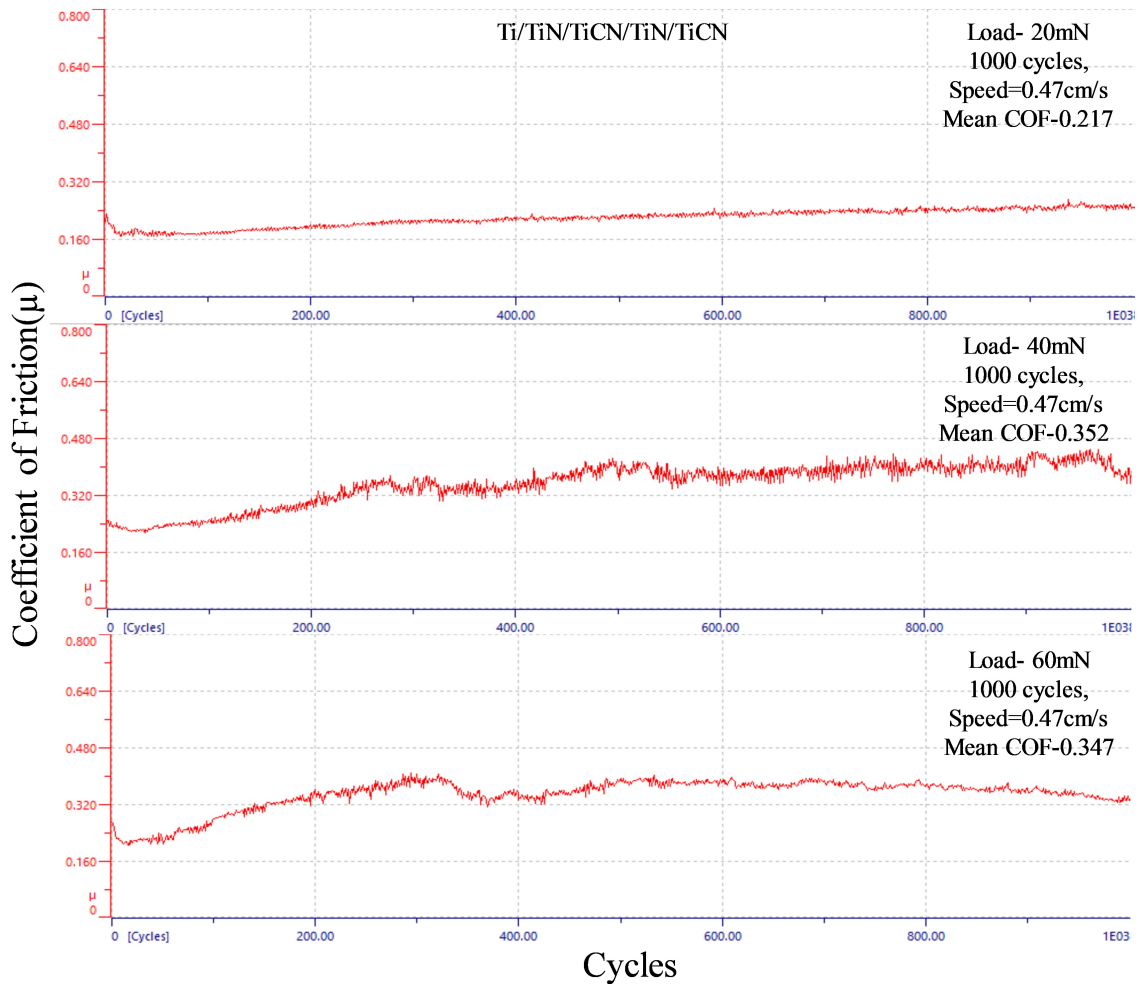 Ti/TiN/TiCN/TiN/TiCN
Load- 20mN
1000 cycles,
Speed=0.47cm/s
Mean COF-0.217
0.800
0.640
0.480
0.320
0.160
μ
0
0 [Cycles] 200.00 400.00 600.00 800.00 1E03
Load- 40mN
1000 cycles,
Speed=0.47cm/s
Mean COF-0.352
0.800
0.640
0.480
0.320
0.160
μ
0
0 [Cycles] 200.00 400.00 600.00 800.00 1E03
Load- 60mN
1000 cycles,
Speed=0.47cm/s
Mean COF-0.347
0.800
0.640
0.480
0.320
0.160
μ
0
0 [Cycles] 200.00 400.00 600.00 800.00 1E03
Coefficient of Friction(μ)
Cycles